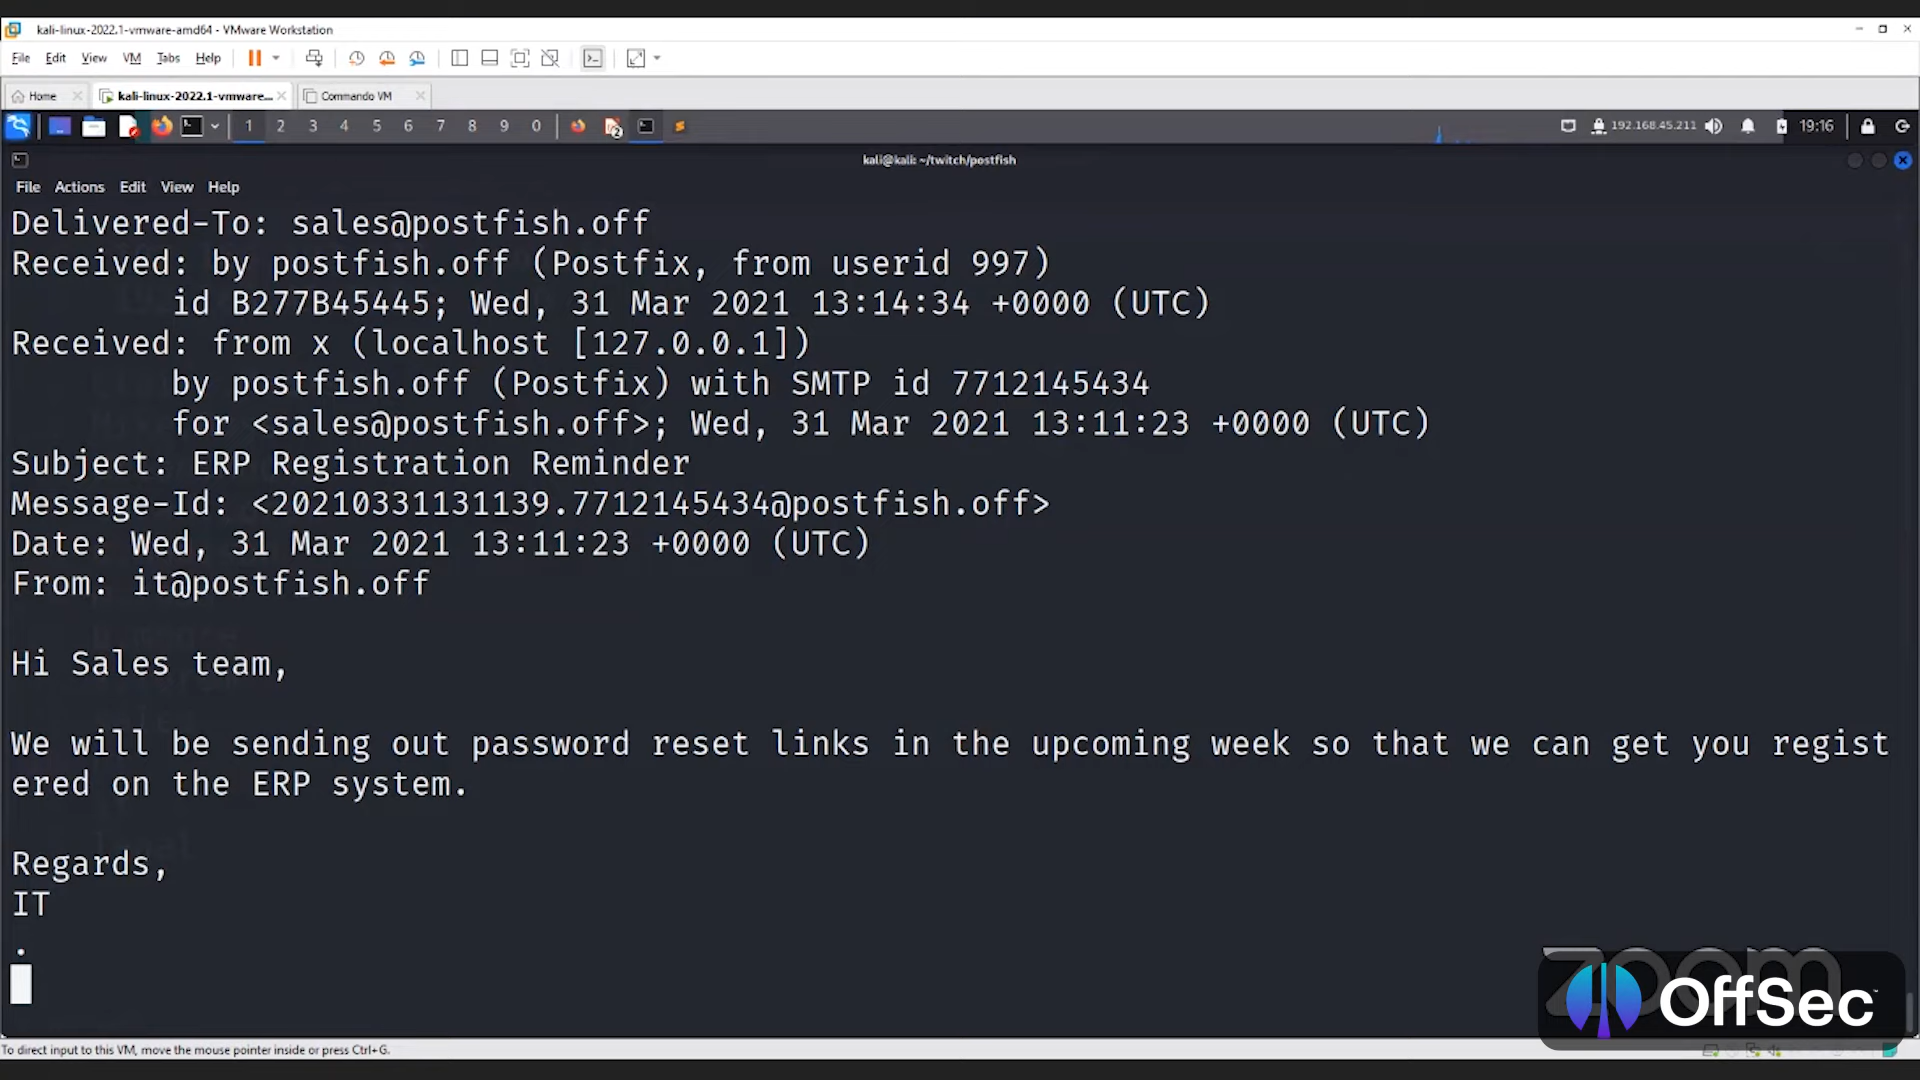 kali-linux-2022.1-vmware-amd64 - VMware Workstation
File Edit View VM Tabs Help
Home kali-linux-2022.1-vmware... Commando VM
1 2 3 4 5 6 7 8 9 0 2 192.168.45.211 19:16
kali@kali: ~/twitch/postfish
File Actions Edit View Help
Delivered-To: sales@postfish.off
Received: by postfish.off (Postfix, from userid 997)
id B277B45445; Wed, 31 Mar 2021 13:14:34 +0000 (UTC)
Received: from x (localhost [127.0.0.1])
by postfish.off (Postfix) with SMTP id 7712145434
for <sales@postfish.off>; Wed, 31 Mar 2021 13:11:23 +0000 (UTC)
Subject: ERP Registration Reminder
Message-Id: <20210331131139.7712145434@postfish.off>
Date: Wed, 31 Mar 2021 13:11:23 +0000 (UTC)
From: it@postfish.off
Hi Sales team,
We will be sending out password reset links in the upcoming week so that we can get you regist
ered on the ERP system.
Regards,
IT
.
zoom
OffSec™
To direct input to this VM, move the mouse pointer inside or press Ctrl+G.